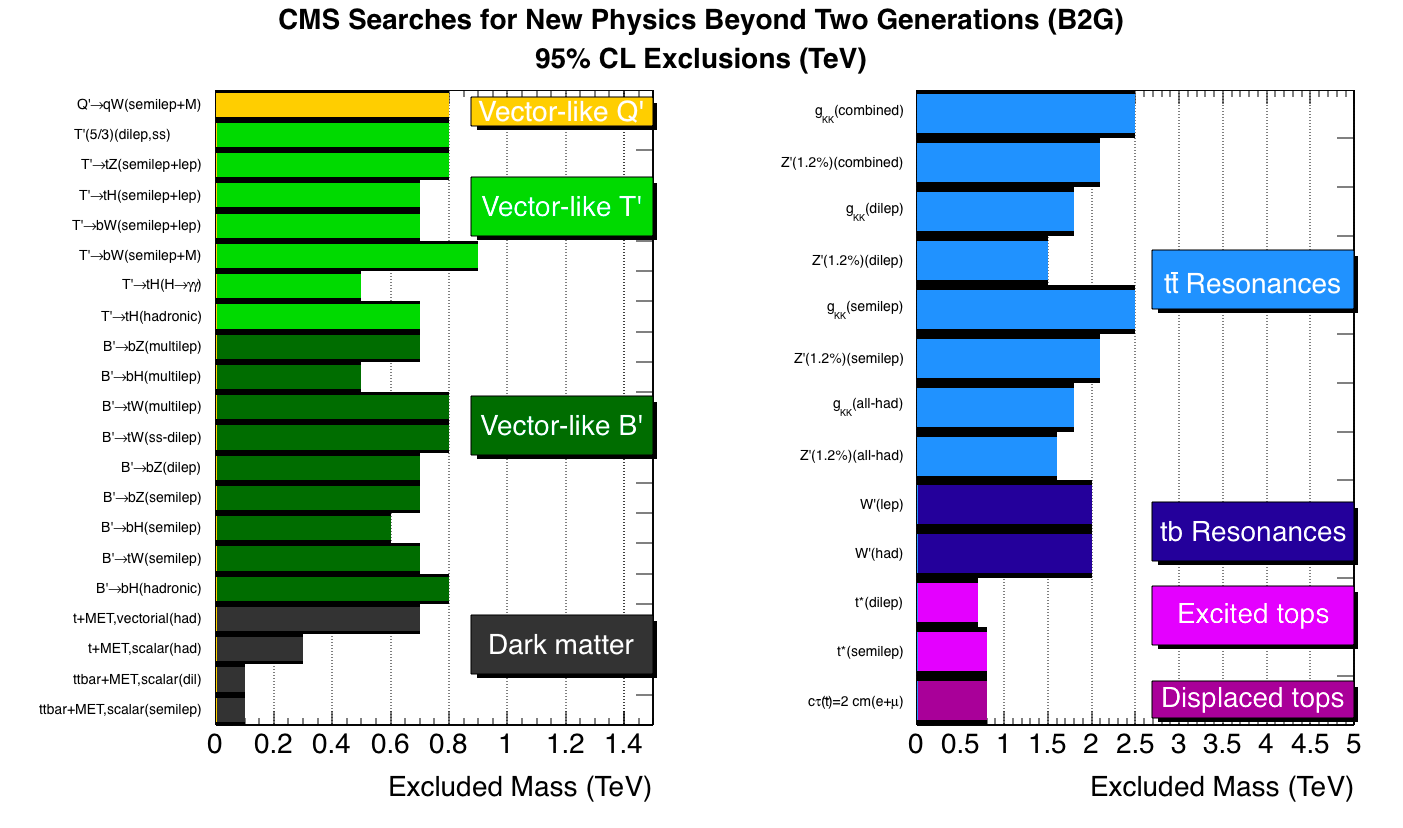 CMS Searches for New Physics Beyond Two Generations (B2G)
95% CL Exclusions (TeV)
Q'→qW(semilep+M)
T'(5/3)(dilep,ss)
T'→tZ(semilep+lep)
T'→tH(semilep+lep)
T'→bW(semilep+lep)
T'→bW(semilep+M)
T'→tH(H→γγ)
T'→tH(hadronic)
B'→bZ(multilep)
B'→bH(multilep)
B'→tW(multilep)
B'→tW(ss-dilep)
B'→bZ(dilep)
B'→bZ(semilep)
B'→bH(semilep)
B'→tW(semilep)
B'→bH(hadronic)
t+MET,vectorial(had)
t+MET,scalar(had)
ttbar+MET,scalar(dil)
ttbar+MET,scalar(semilep)
Vector-like Q'
Vector-like T'
Vector-like B'
Dark matter
0 0.2 0.4 0.6 0.8 1 1.2 1.4
Excluded Mass (TeV)
gKK(combined)
Z'(1.2%)(combined)
gKK(dilep)
Z'(1.2%)(dilep)
gKK(semilep)
Z'(1.2%)(semilep)
gKK(all-had)
Z'(1.2%)(all-had)
W'(lep)
W'(had)
t*(dilep)
t*(semilep)
cτ(t̃)=2 cm(e+μ)
tt̄ Resonances
tb Resonances
Excited tops
Displaced tops
0 0.5 1 1.5 2 2.5 3 3.5 4 4.5 5
Excluded Mass (TeV)